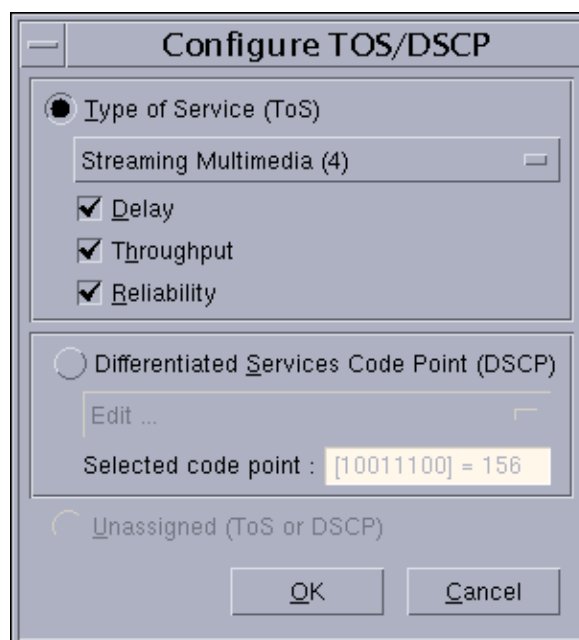 Configure TOS/DSCP
Type of Service (ToS)
Streaming Multimedia (4)
Delay
Throughput
Reliability
Differentiated Services Code Point (DSCP)
Edit ...
Selected code point : [10011100] = 156
Unassigned (ToS or DSCP)
OK Cancel